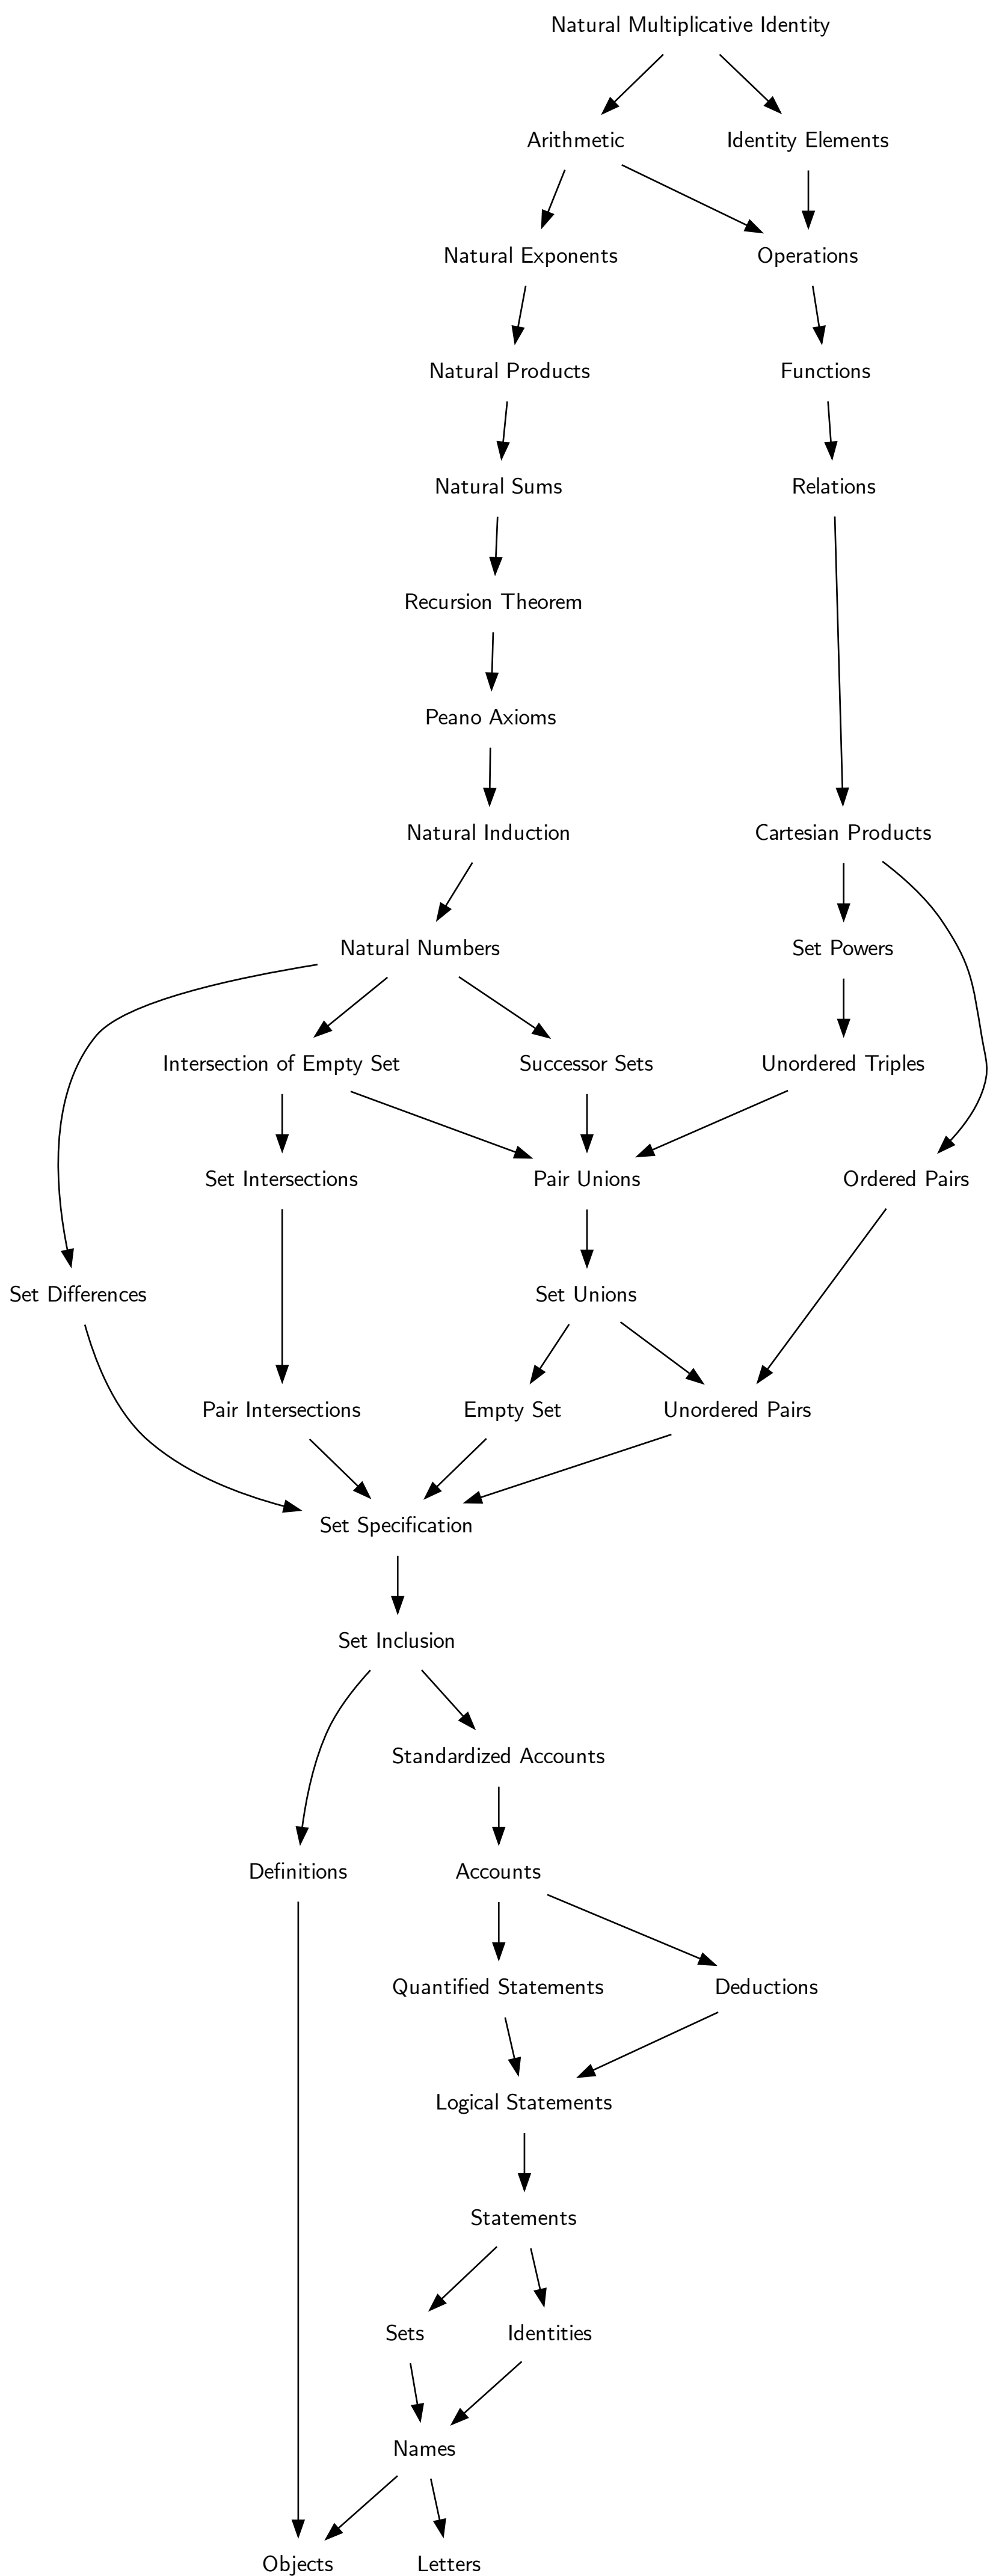 Natural Multiplicative Identity
Arithmetic
Identity Elements
Natural Exponents
Operations
Natural Products
Functions
Natural Sums
Relations
Recursion Theorem
Peano Axioms
Natural Induction
Cartesian Products
Natural Numbers
Set Powers
Intersection of Empty Set
Successor Sets
Unordered Triples
Set Intersections
Pair Unions
Ordered Pairs
Set Differences
Set Unions
Pair Intersections
Empty Set
Unordered Pairs
Set Specification
Set Inclusion
Standardized Accounts
Definitions
Accounts
Quantified Statements
Deductions
Logical Statements
Statements
Sets
Identities
Names
Objects
Letters